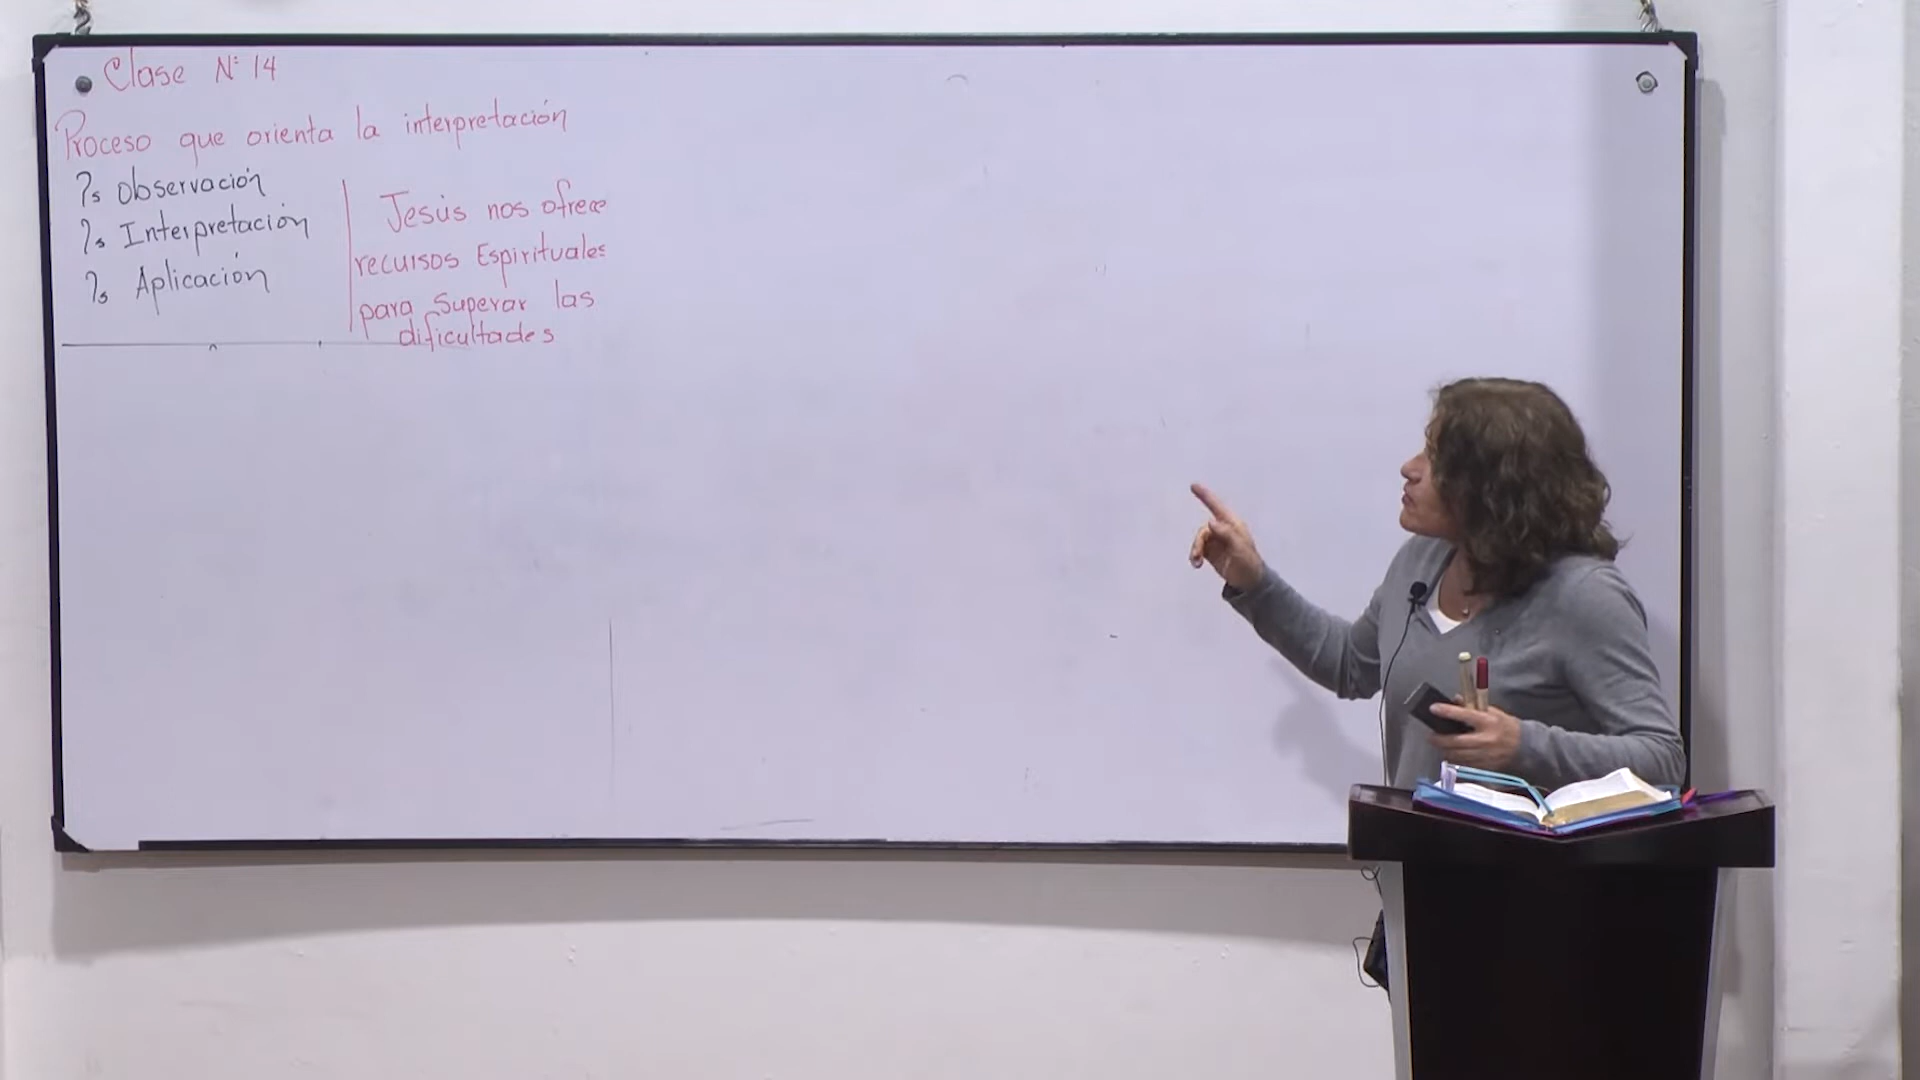 Clase N° 14
Proceso que orienta la interpretación
?s observación
?s Interpretación
?s Aplicación
Jesús nos ofrece
recursos Espirituales
para Superar las
dificultades